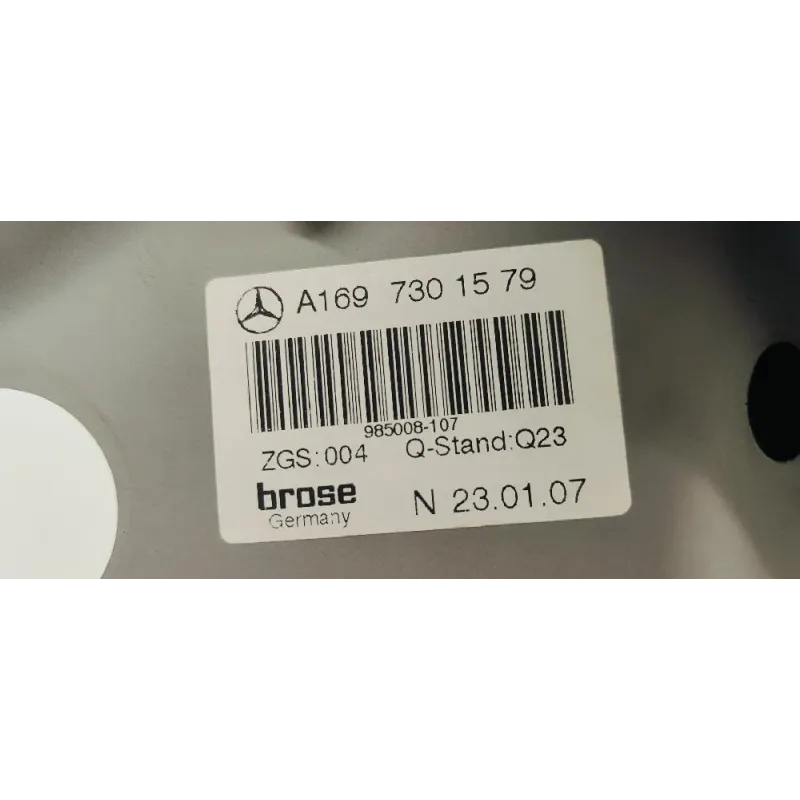 A169 730 15 79
985008-107
ZGS:004 Q-Stand:Q23
brose N 23.01.07
Germany